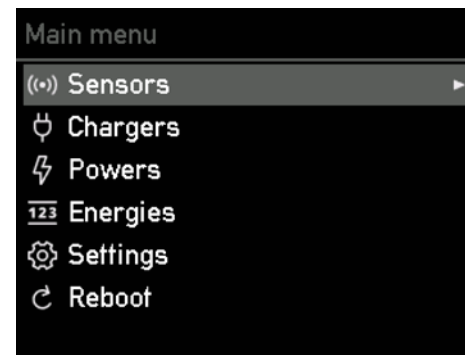 Main menu
Sensors
Chargers
Powers
123 Energies
Settings
Reboot